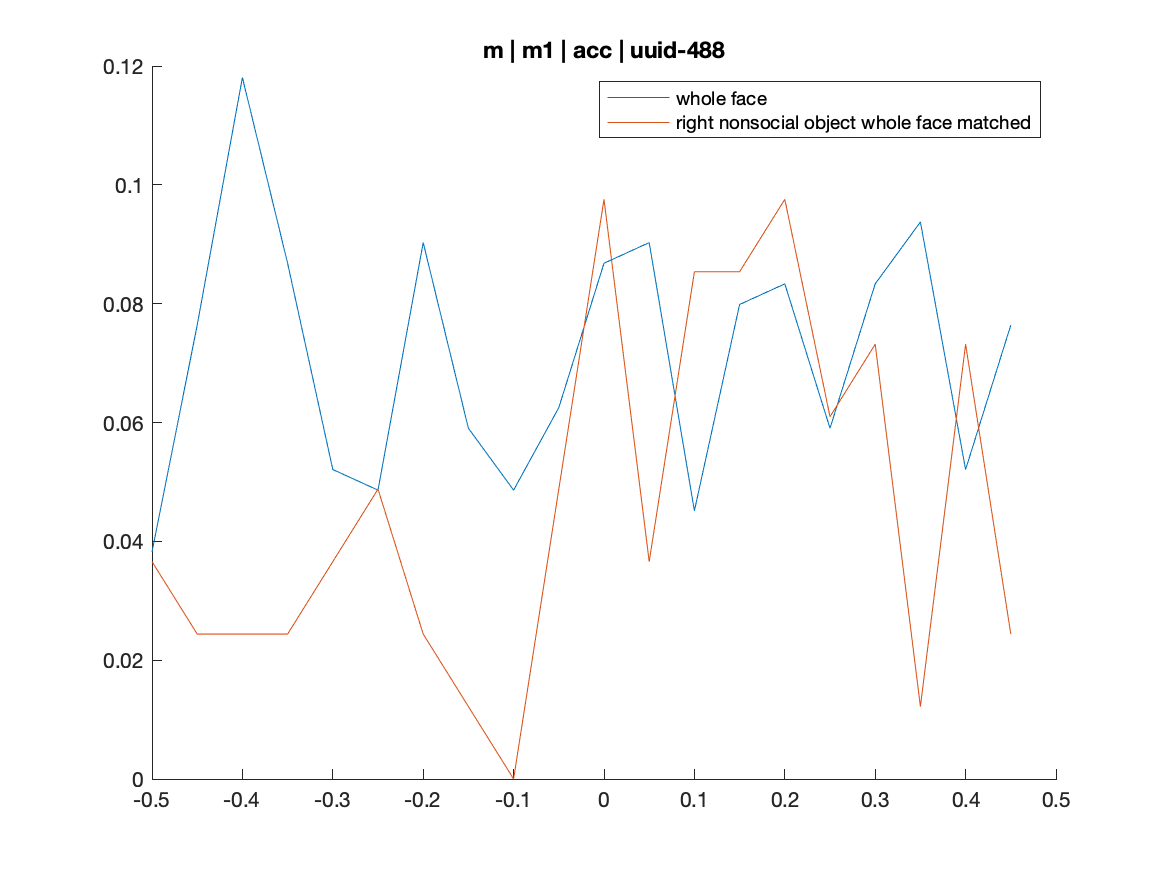 m | m1 | acc | uuid-488
whole face
right nonsocial object whole face matched
0.12
0.1
0.08
0.06
0.04
0.02
0
-0.5 -0.4 -0.3 -0.2 -0.1 0 0.1 0.2 0.3 0.4 0.5